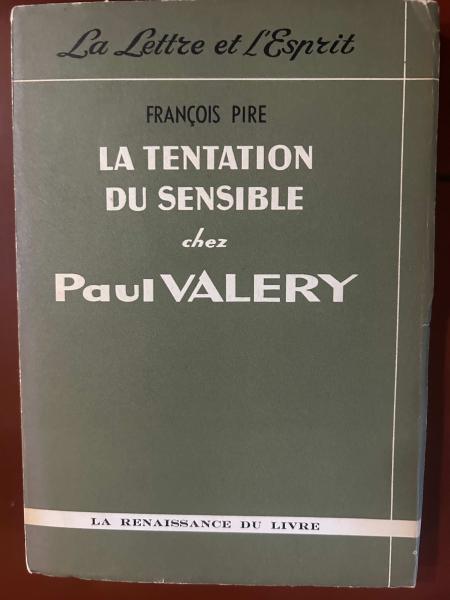 La Lettre et l'Esprit
FRANÇOIS PIRE
LA TENTATION
DU SENSIBLE
chez
Paul VALERY
LA RENAISSANCE DU LIVRE